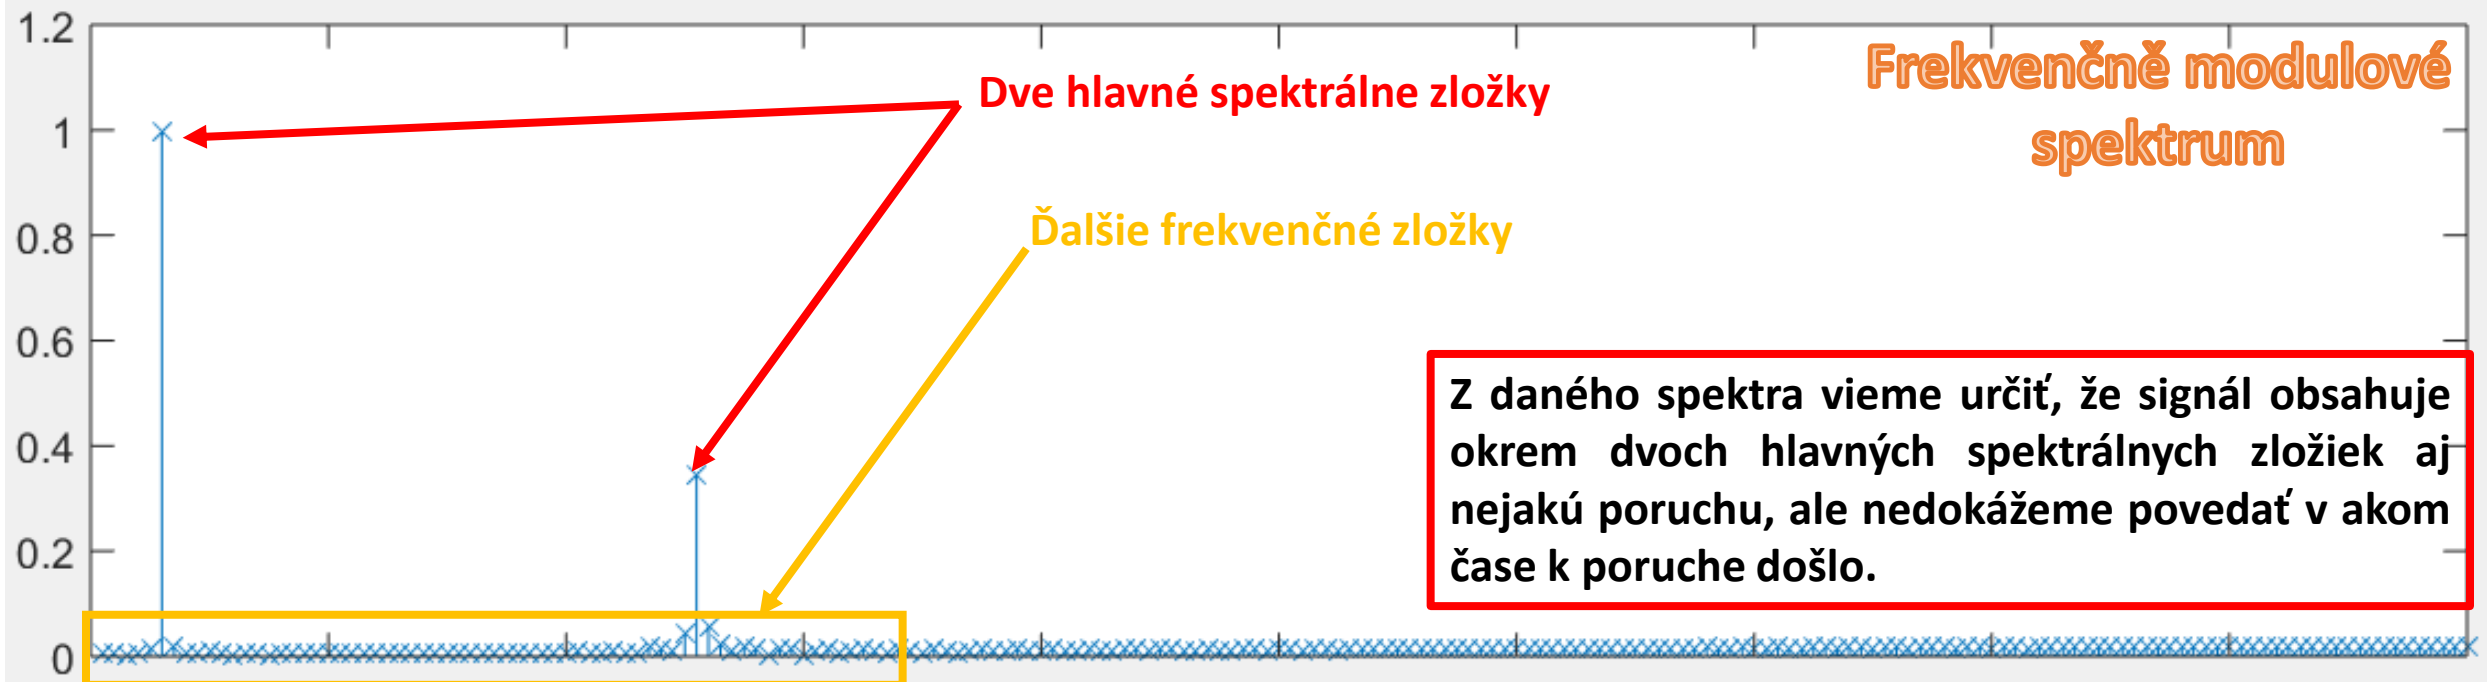 1.2
1
0.8
0.6
0.4
0.2
0
Frekvenčně modulové
spektrum
Dve hlavné spektrálne zložky
Ďalšie frekvenčné zložky
Z daného spektra vieme určiť, že signál obsahuje
okrem dvoch hlavných spektrálnych zložiek aj
nejakú poruchu, ale nedokážeme povedať v akom
čase k poruche došlo.